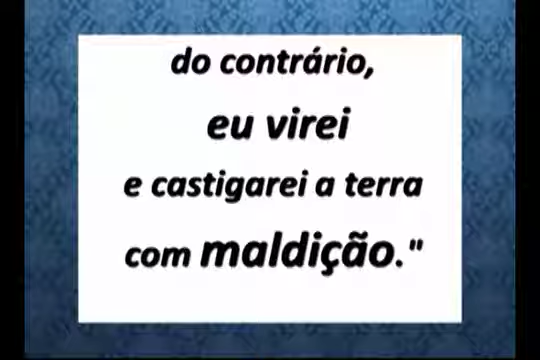 do contrário,
eu virei
e castigarei a terra
com maldição."